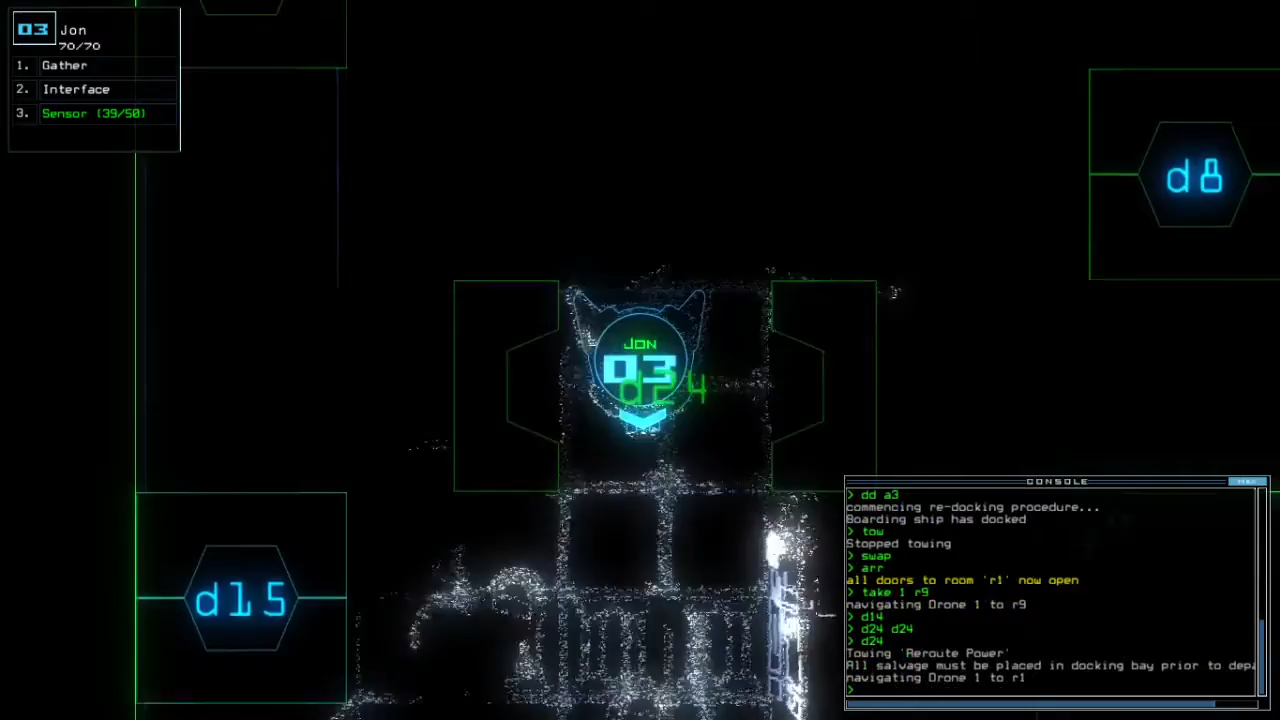 03 Jon
70/70
1. Gather
2. Interface
3. Sensor (39/50)
d8
Jon
03
d24
d15
CONSOLE
> dd a3
commencing re-docking procedure...
Boarding ship has docked
> tow
Stopped towing
> swap
> arr
all doors to room 'r1' now open
> take 1 r9
navigating Drone 1 to r9
> d14
> d24 d24
> d24
Towing 'Reroute Power'
All salvage must be placed in docking bay prior to depa
navigating Drone 1 to r1
>